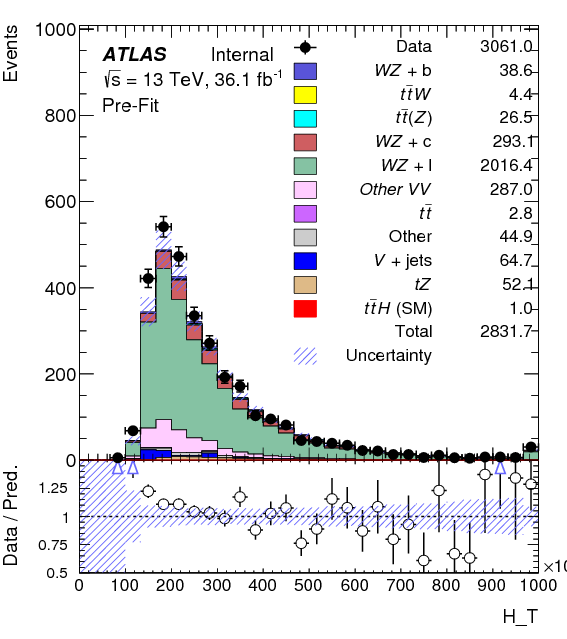 Events
1000
800
600
400
200
0
ATLAS Internal
√s = 13 TeV, 36.1 fb⁻¹
Pre-Fit
Data 3061.0
WZ + b 38.6
tt̄W 4.4
tt̄(Z) 26.5
WZ + c 293.1
WZ + l 2016.4
Other VV 287.0
tt̄ 2.8
Other 44.9
V + jets 64.7
tZ 52.1
tt̄H (SM) 1.0
Total 2831.7
Uncertainty
Data / Pred.
1.25
1
0.75
0.5
0 100 200 300 400 500 600 700 800 900 1000
H_T